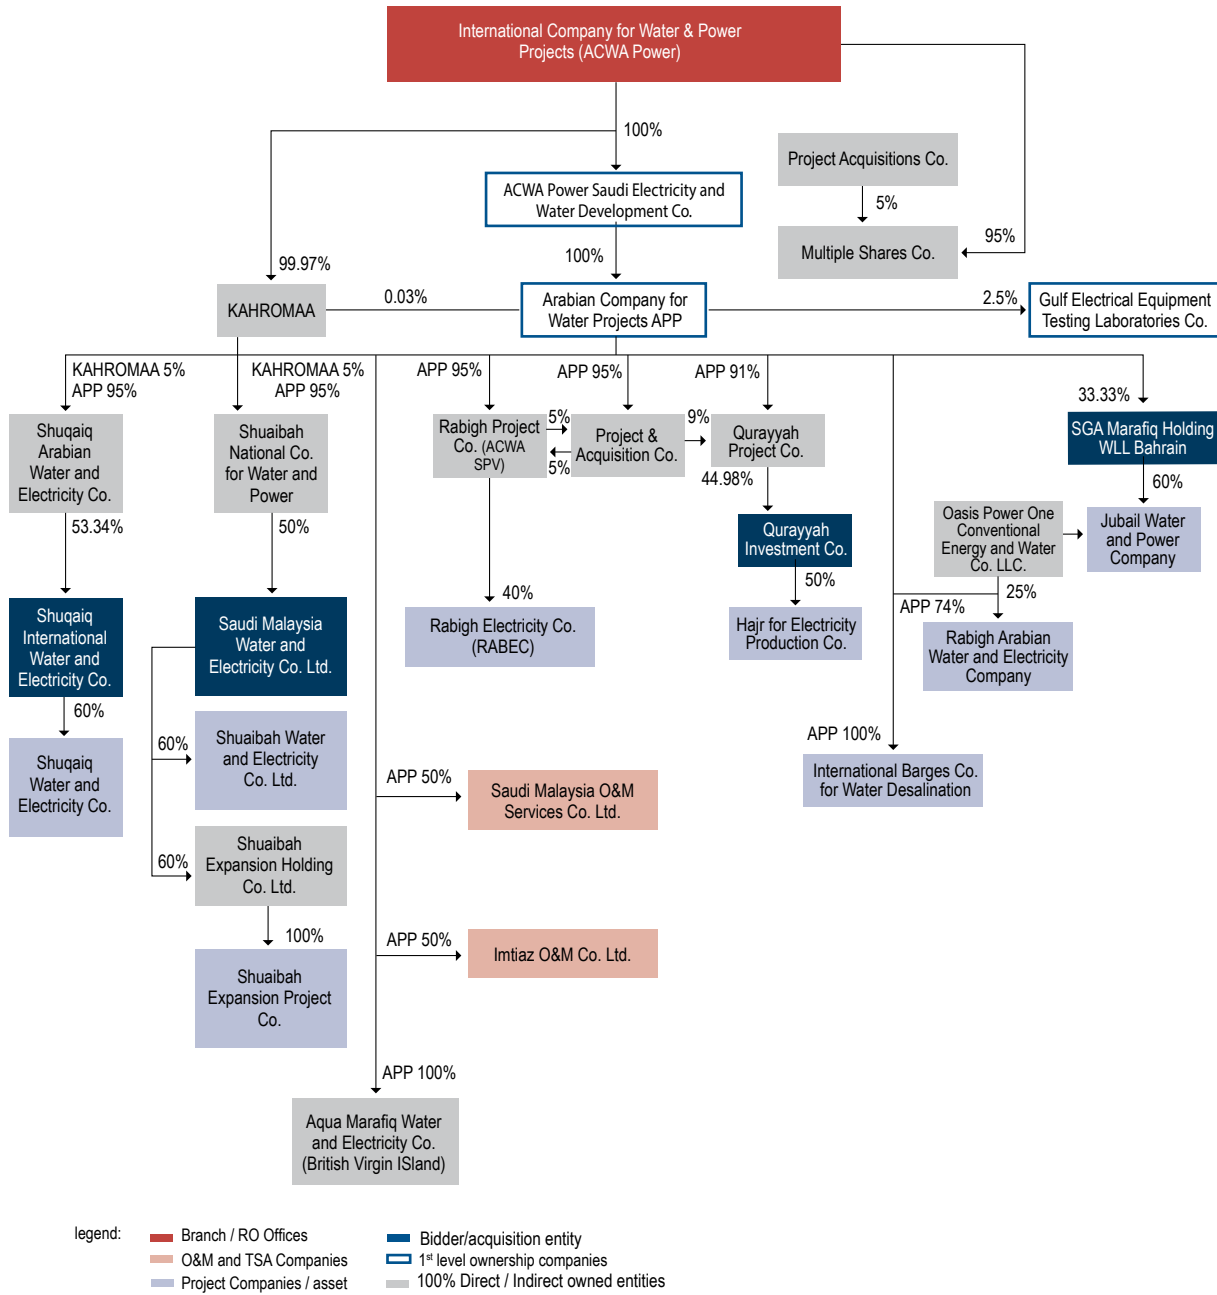 International Company for Water & Power
Projects (ACWA Power)
100%
Project Acquisitions Co.
ACWA Power Saudi Electricity and
Water Development Co.
5%
95%
Multiple Shares Co.
100%
99.97%
KAHROMAA
0.03%
Arabian Company for
Water Projects APP
2.5%
Gulf Electrical Equipment
Testing Laboratories Co.
KAHROMAA 5%
APP 95%
KAHROMAA 5%
APP 95%
APP 95%
APP 95%
APP 91%
33.33%
Shuqaiq
Arabian
Water and
Electricity Co.
Shuaibah
National Co.
for Water and
Power
Rabigh Project
Co. (ACWA
SPV)
5%
5%
Project &
Acquisition Co.
9%
Qurayyah
Project Co.
SGA Marafiq Holding
WLL Bahrain
44.98%
60%
53.34%
50%
Qurayyah
Investment Co.
Oasis Power One
Conventional
Energy and Water
Co. LLC.
Jubail Water
and Power
Company
40%
50%
25%
APP 74%
Shuqaiq
International
Water and
Electricity Co.
Saudi Malaysia
Water and
Electricity Co. Ltd.
Rabigh Electricity Co.
(RABEC)
Hajr for Electricity
Production Co.
Rabigh Arabian
Water and Electricity
Company
60%
Shuqaiq
Water and
Electricity Co.
60%
Shuaibah Water
and Electricity
Co. Ltd.
APP 100%
International Barges Co.
for Water Desalination
APP 50%
Saudi Malaysia O&M
Services Co. Ltd.
60%
Shuaibah
Expansion Holding
Co. Ltd.
100%
APP 50%
Imtiaz O&M Co. Ltd.
Shuaibah
Expansion Project
Co.
APP 100%
Aqua Marafiq Water
and Electricity Co.
(British Virgin ISland)
legend:
Branch / RO Offices
Bidder/acquisition entity
O&M and TSA Companies
1st level ownership companies
Project Companies / asset
100% Direct / Indirect owned entities